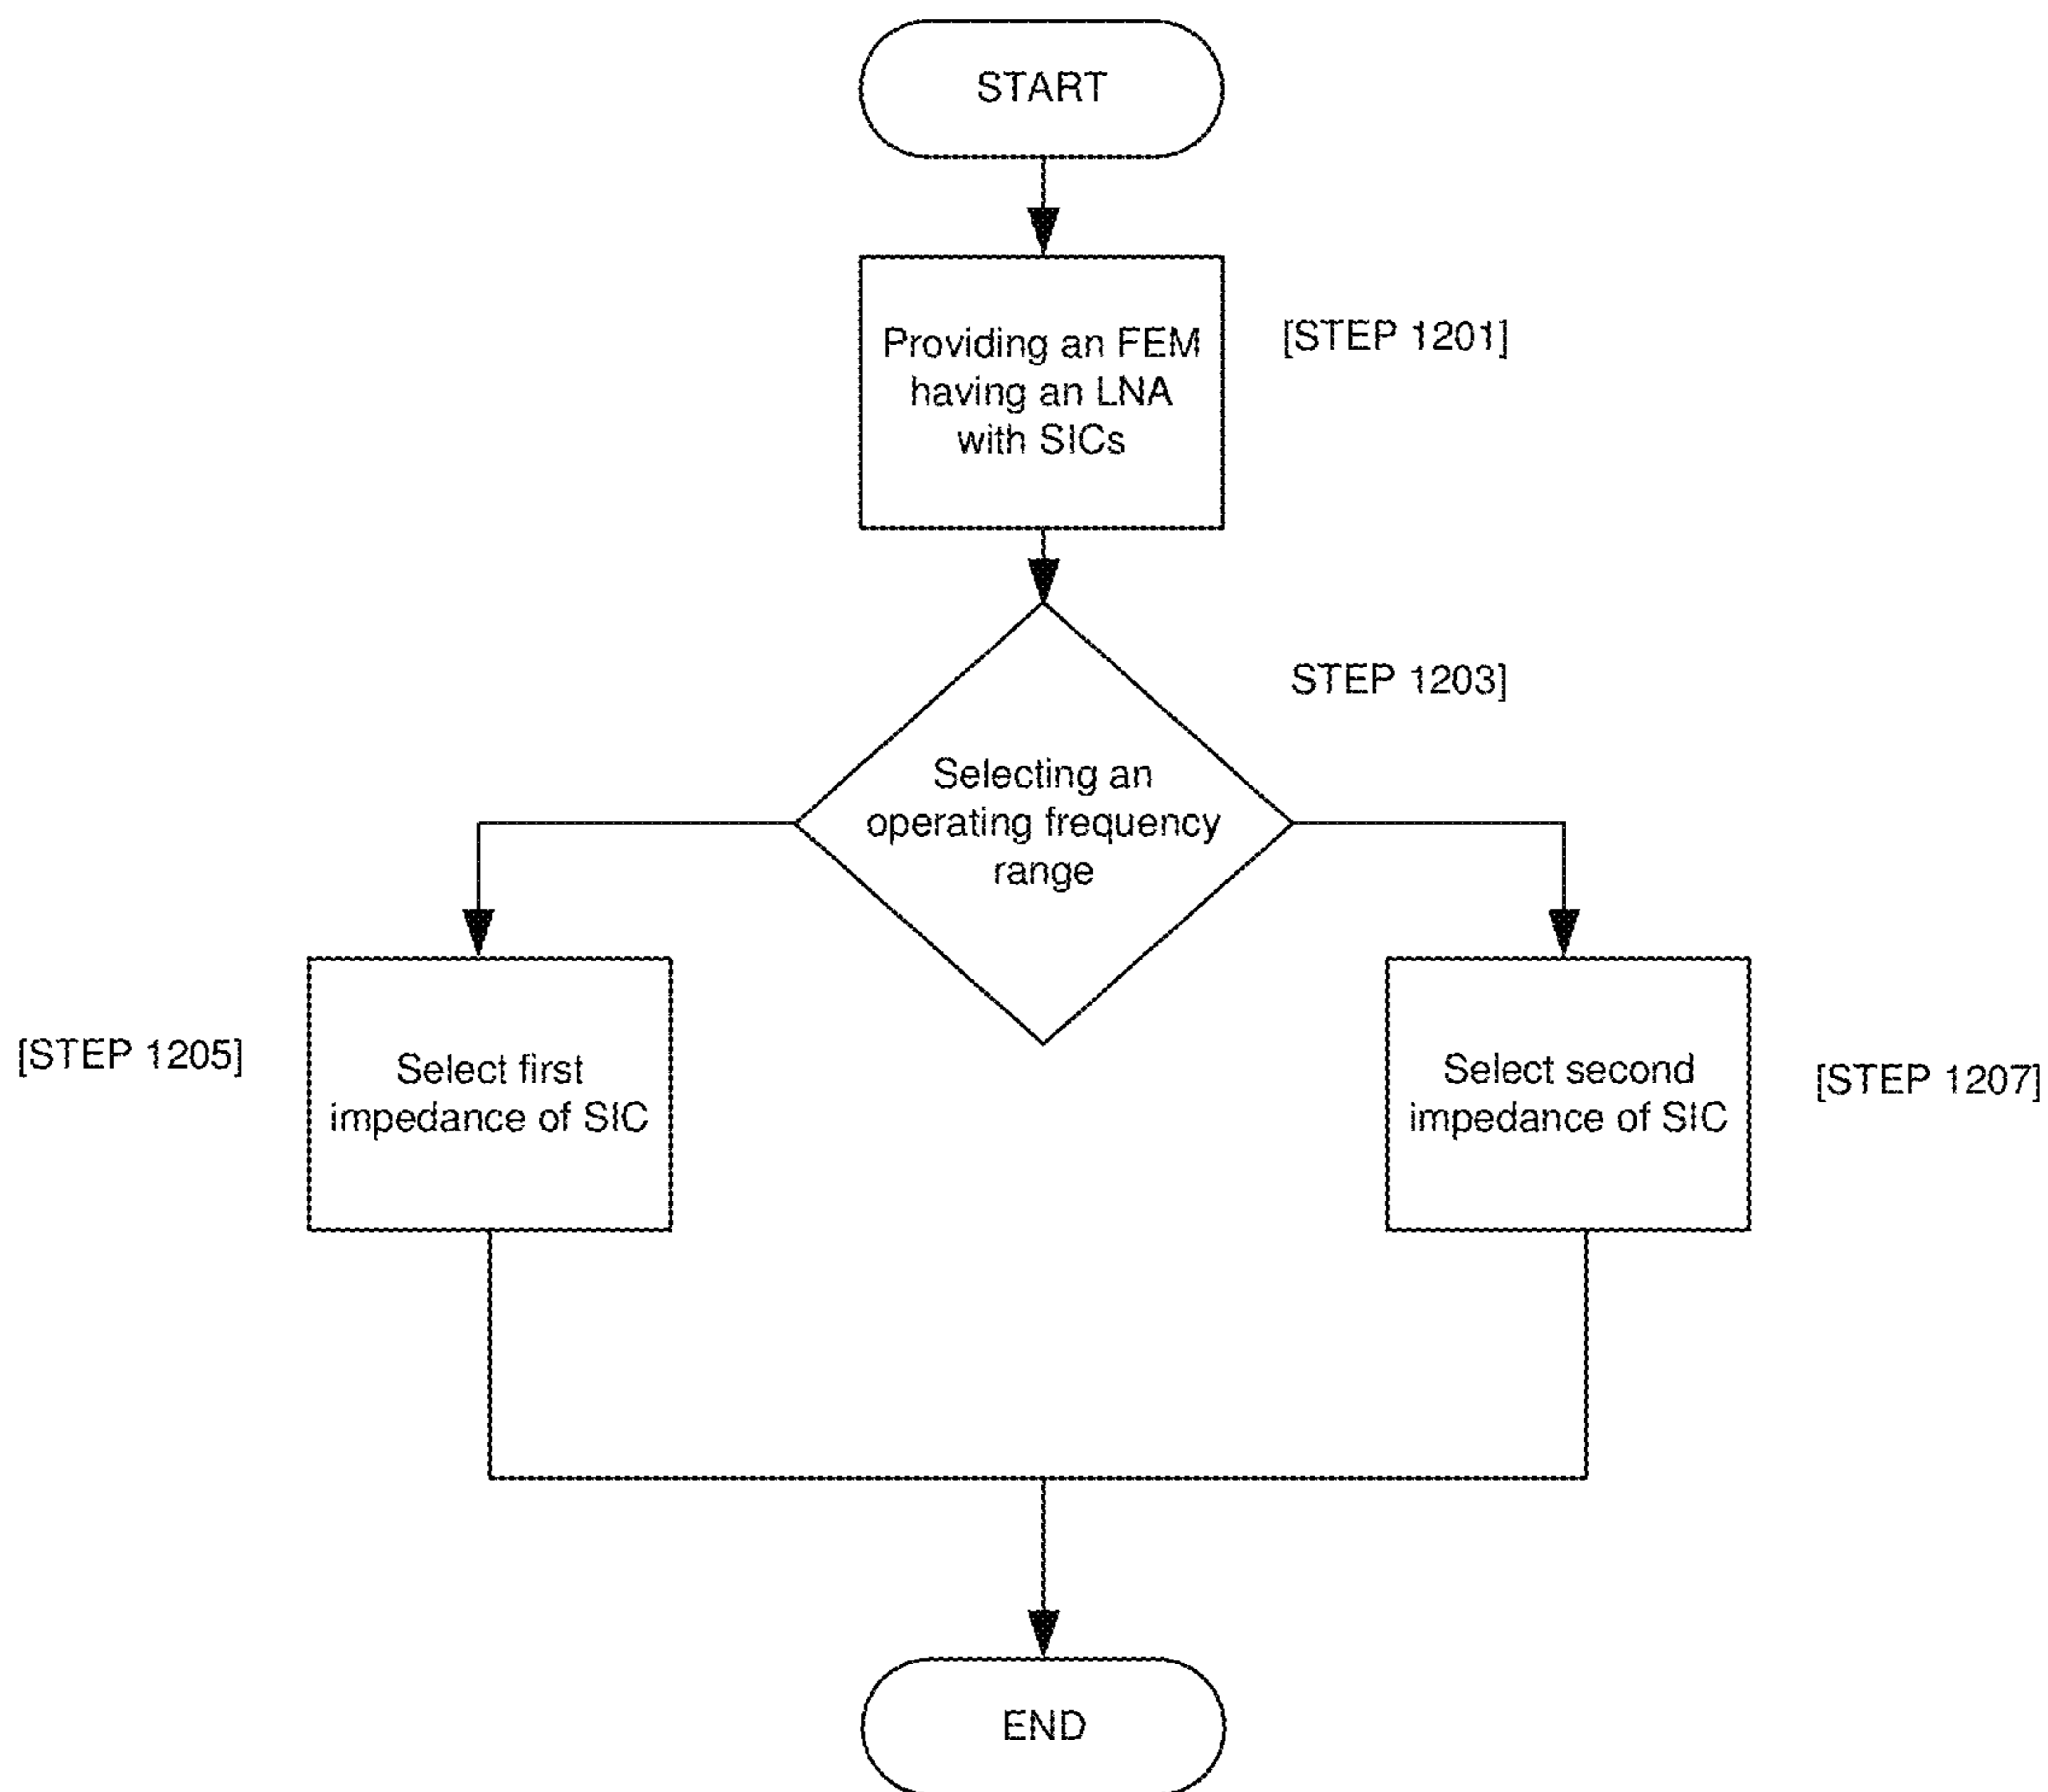 START
Providing an FEM
having an LNA
with SICs
[STEP 1201]
STEP 1203]
Selecting an
operating frequency
range
[STEP 1205]
Select first
impedance of SIC
Select second
impedance of SIC
[STEP 1207]
END